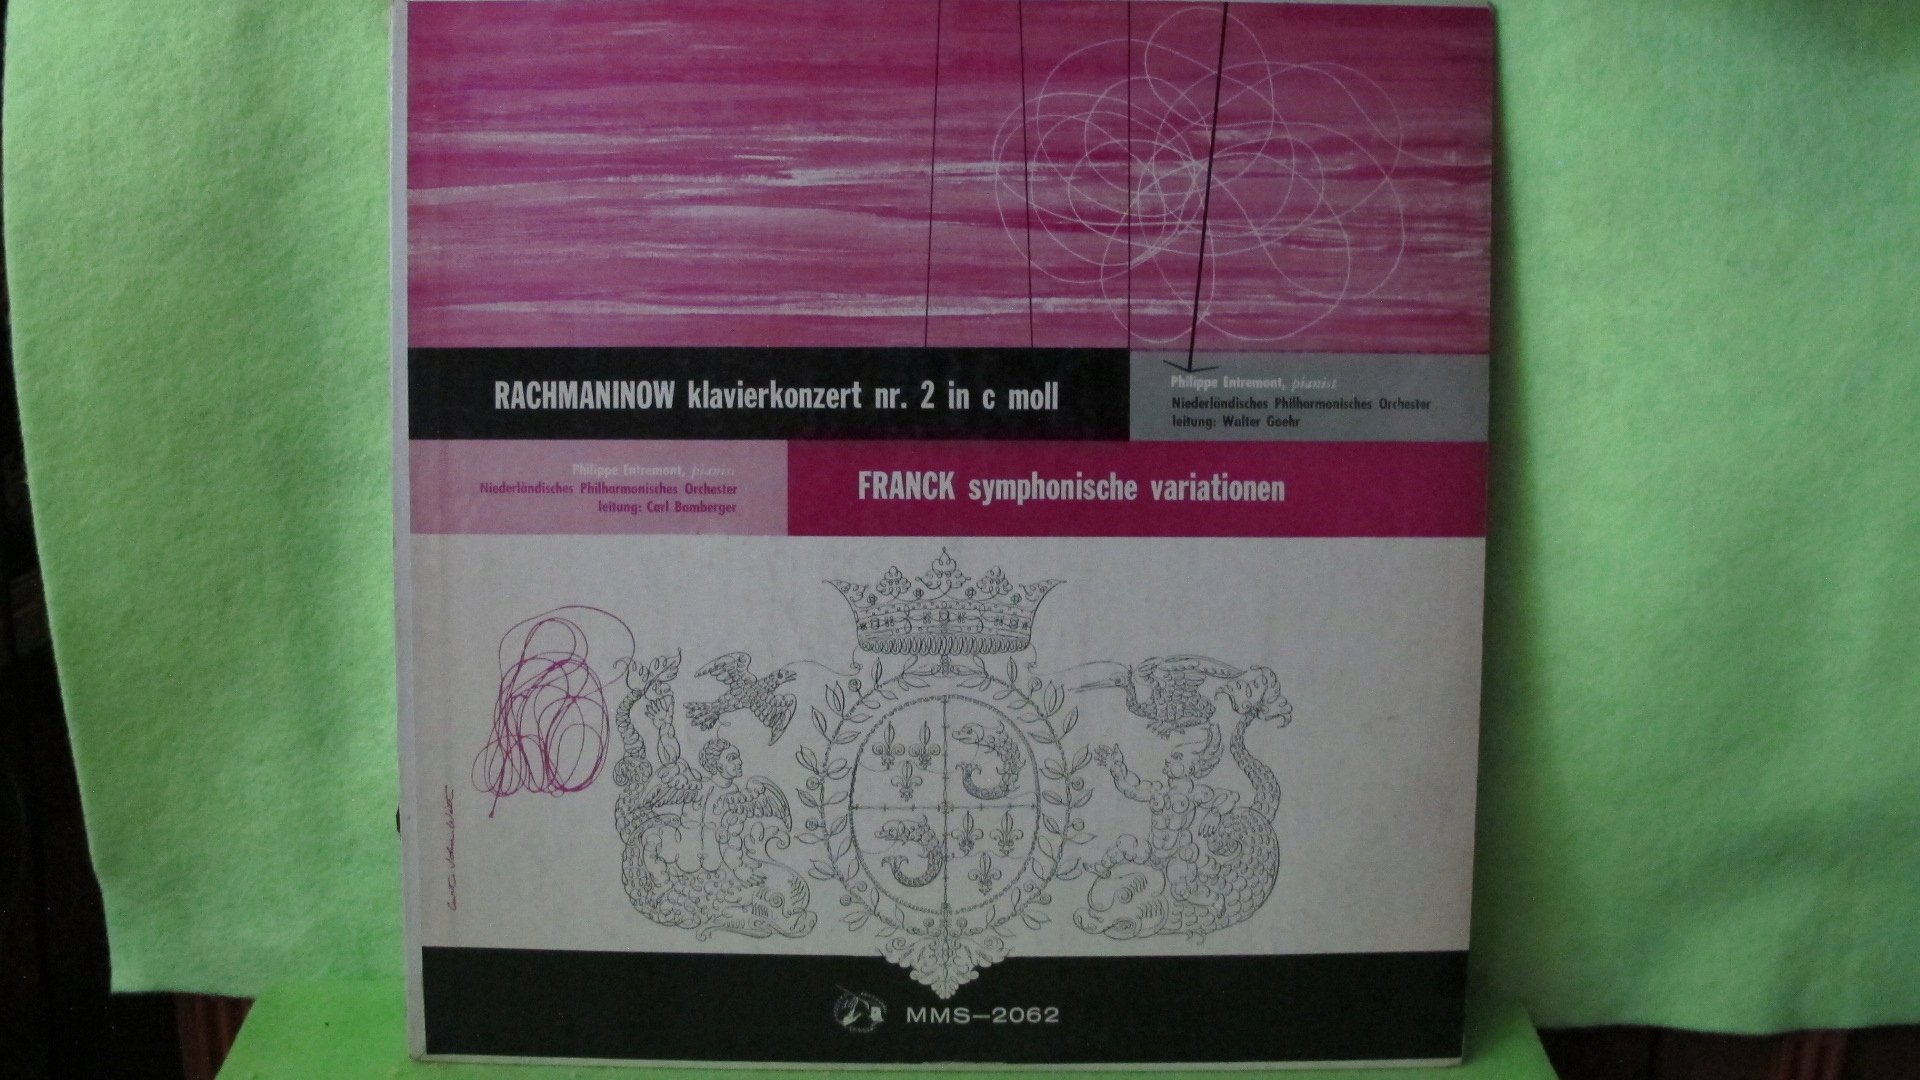 RACHMANINOW klavierkonzert nr. 2 in c moll
Philippe Entremont, pianist
Niederländisches Philharmonisches Orchester
leitung: Walter Goehr
Philippe Entremont, pianist
Niederländisches Philharmonisches Orchester
leitung: Carl Bamberger
FRANCK symphonische variationen
MMS-2062